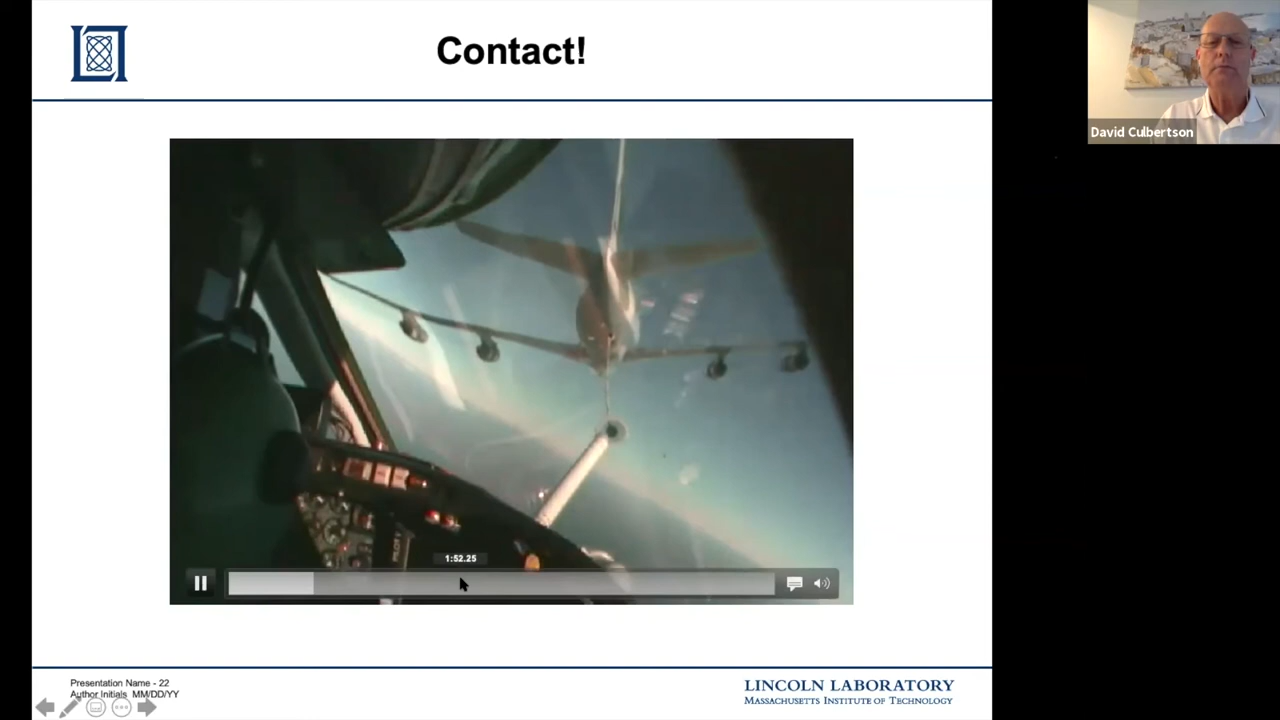 Contact!
David Culbertson
PILOT
1:52.25
Presentation Name - 22
Author Initials MM/DD/YY
LINCOLN LABORATORY
MASSACHUSETTS INSTITUTE OF TECHNOLOGY